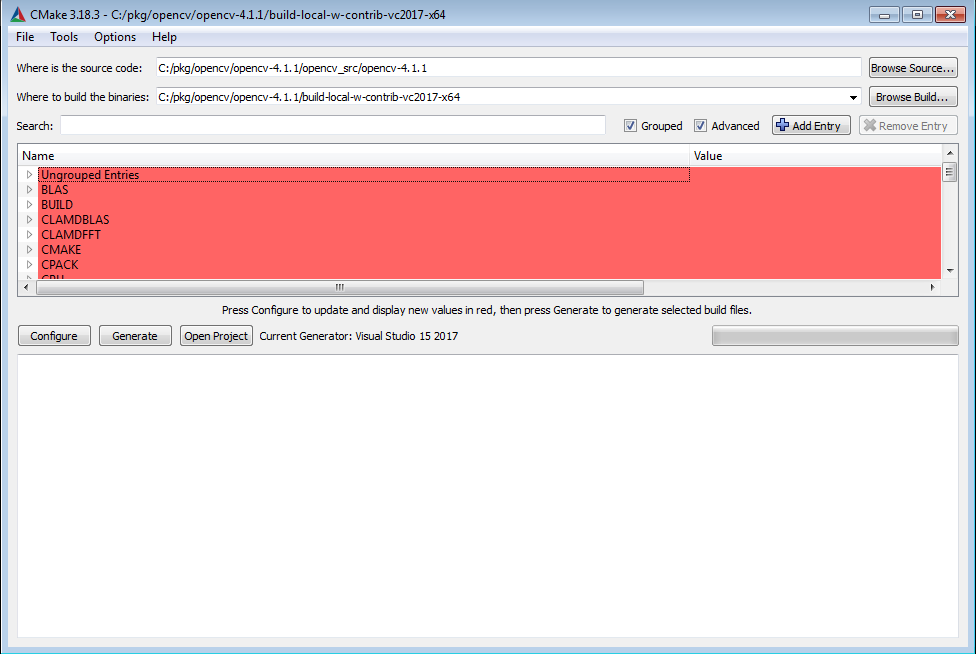 CMake 3.18.3 - C:/pkg/opencv/opencv-4.1.1/build-local-w-contrib-vc2017-x64
File Tools Options Help
Where is the source code: C:/pkg/opencv/opencv-4.1.1/opencv_src/opencv-4.1.1 Browse Source...
Where to build the binaries: C:/pkg/opencv/opencv-4.1.1/build-local-w-contrib-vc2017-x64 Browse Build...
Search: Grouped Advanced Add Entry Remove Entry
Name Value
Ungrouped Entries
BLAS
BUILD
CLAMDBLAS
CLAMDFFT
CMAKE
CPACK
Press Configure to update and display new values in red, then press Generate to generate selected build files.
Configure Generate Open Project Current Generator: Visual Studio 15 2017